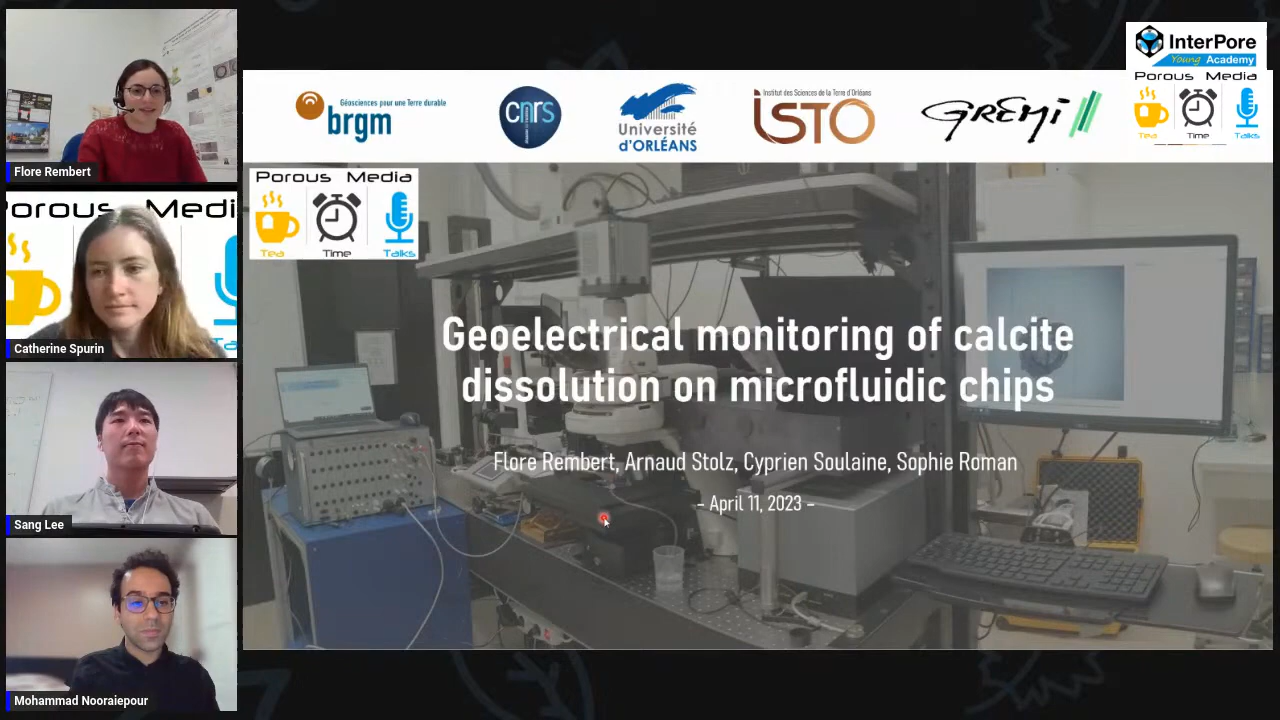 Flore Rembert
Porous Media
Catherine Spurin
Sang Lee
Mohammad Nooraiepour
Géosciences pour une Terre durable
brgm
cnrs
Université
d'ORLÉANS
Institut des Sciences de la Terre d'Orléans
iSTO
GREMI
InterPore
Young Academy
Porous Media
Tea Time Talks
Porous Media
Tea Time Talks
Geoelectrical monitoring of calcite
dissolution on microfluidic chips
Flore Rembert, Arnaud Stolz, Cyprien Soulaine, Sophie Roman
- April 11, 2023 -